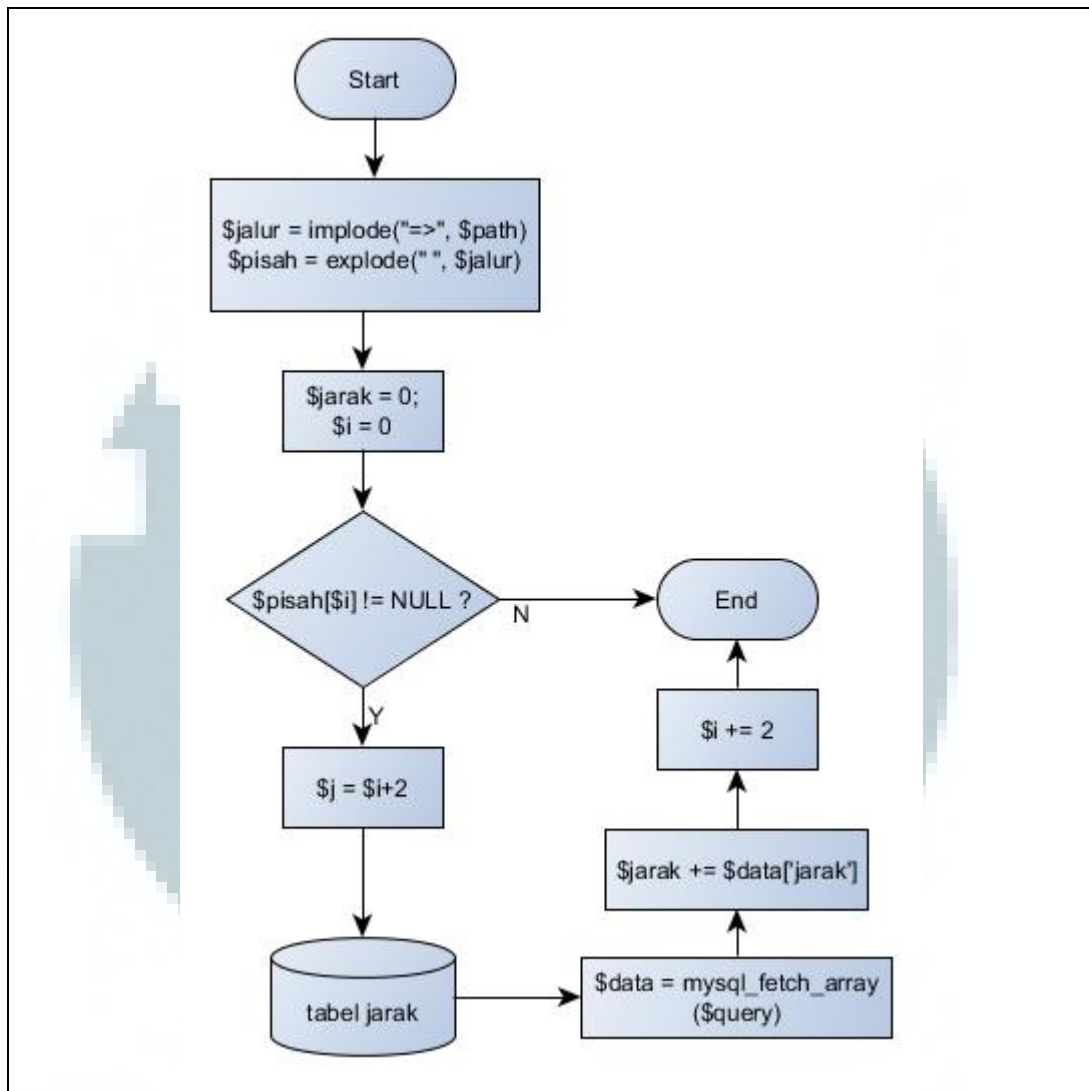 Start
$jalur = implode("=>", $path)
$pisah = explode(" ", $jalur)
$jarak = 0;
$i = 0
$pisah[$i] != NULL ?
N
End
Y
$j = $i+2
tabel jarak
$data = mysql_fetch_array
($query)
$jarak += $data['jarak']
$i += 2